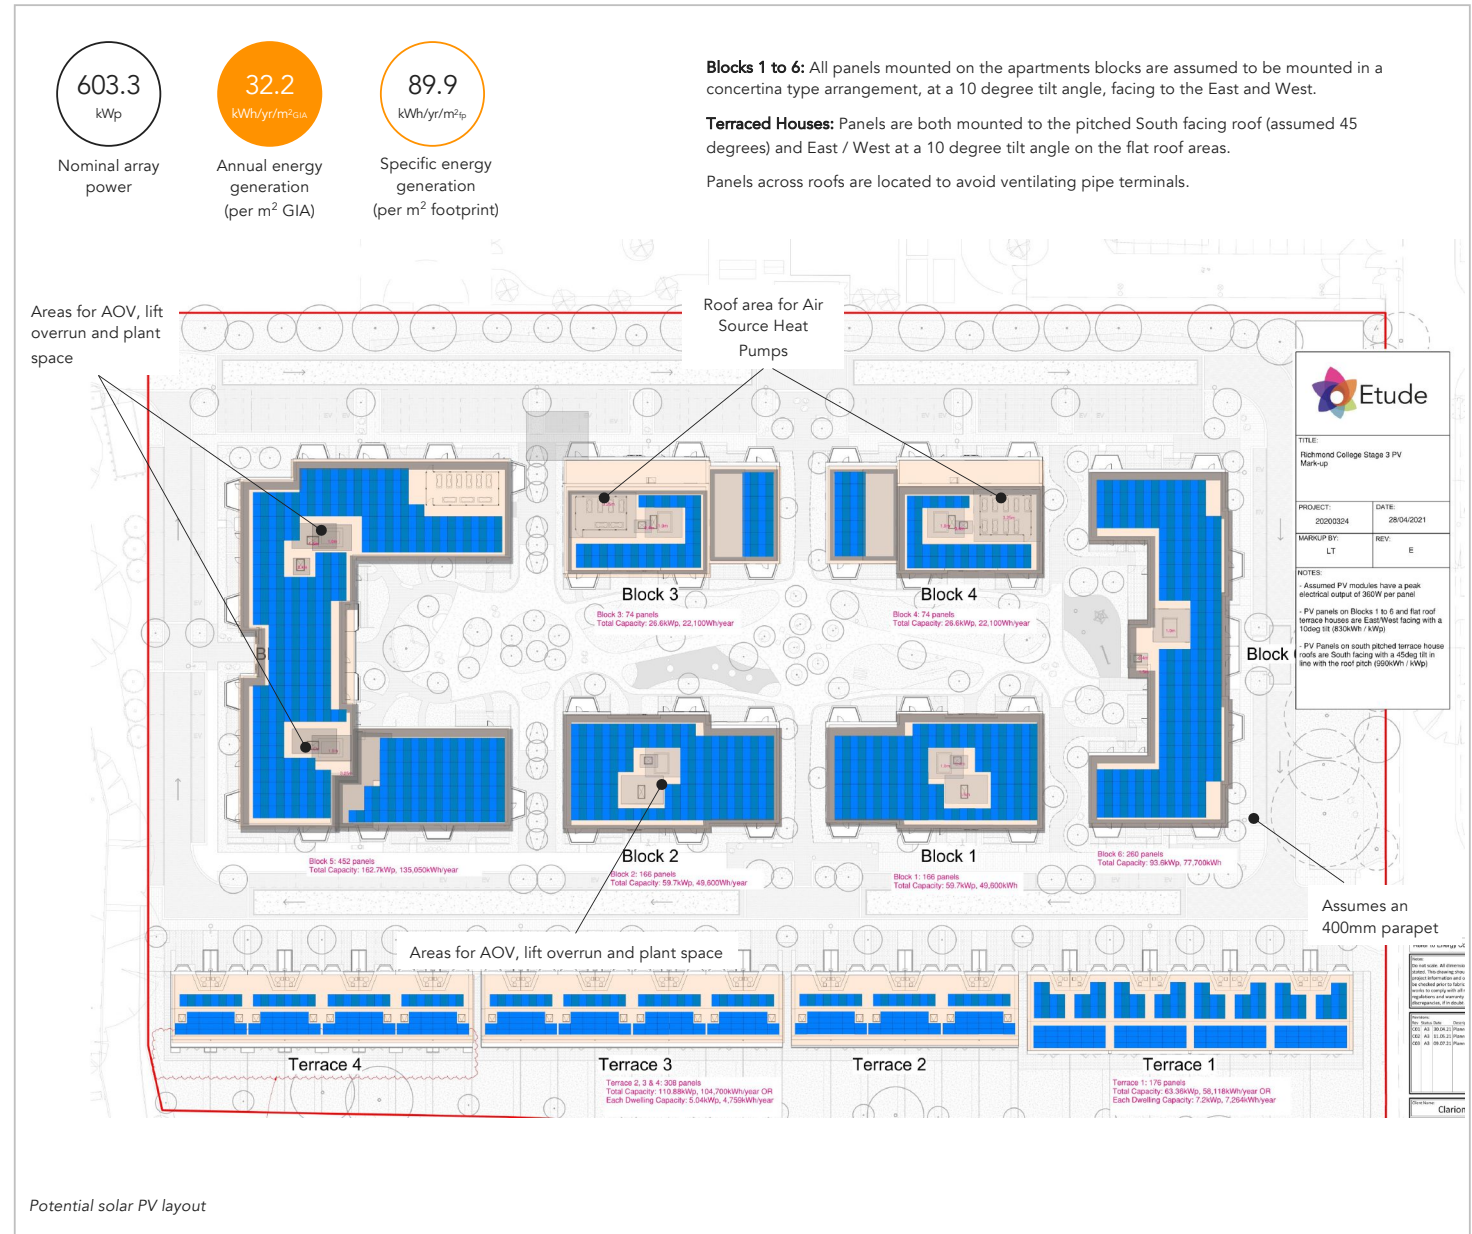 603.3
kWp
Nominal array
power
32.2
kWh/yr/m²GIA
Annual energy
generation
(per m² GIA)
89.9
kWh/yr/m²fp
Specific energy
generation
(per m² footprint)
Blocks 1 to 6: All panels mounted on the apartments blocks are assumed to be mounted in a
concertina type arrangement, at a 10 degree tilt angle, facing to the East and West.
Terraced Houses: Panels are both mounted to the pitched South facing roof (assumed 45
degrees) and East / West at a 10 degree tilt angle on the flat roof areas.
Panels across roofs are located to avoid ventilating pipe terminals.
Areas for AOV, lift
overrun and plant
space
Roof area for Air
Source Heat
Pumps
Etude
TITLE:
Richmond College Stage 3 PV
Mark-up
PROJECT:
20200324
DATE:
28/04/2021
MARKUP BY:
LT
REV:
E
NOTES:
- Assumed PV modules have a peak
electrical output of 360W per panel
- PV panels on Blocks 1 to 6 and flat roof
terrace houses are East/West facing with a
10deg tilt (830kWh / kWp)
- PV Panels on south pitched terrace house
roofs are South facing with a 45deg tilt in
line with the roof pitch (990kWh / kWp)
Block 3
Block 3: 74 panels
Total Capacity: 26.6kWp, 22,100kWh/year
Block 4
Block 4: 74 panels
Total Capacity: 26.6kWp, 22,100kWh/year
Block
Block 5: 452 panels
Total Capacity: 162.7kWp, 135,050kWh/year
Block 2
Block 2: 166 panels
Total Capacity: 59.7kWp, 49,600kWh/year
Block 1
Block 1: 166 panels
Total Capacity: 59.7kWp, 49,600kWh
Block 6: 260 panels
Total Capacity: 93.6kWp, 77,700kWh
Assumes an
400mm parapet
Areas for AOV, lift overrun and plant space
Terrace 4
Terrace 3
Terrace 2
Terrace 1
Terrace 2, 3 & 4: 308 panels
Total Capacity: 110.88kWp, 104,700kWh/year OR
Each Dwelling Capacity: 5.04kWp, 4,759kWh/year
Terrace 1: 176 panels
Total Capacity: 63.36kWp, 58,118kWh/year OR
Each Dwelling Capacity: 7.2kWp, 7,264kWh/year
Clarion
Potential solar PV layout